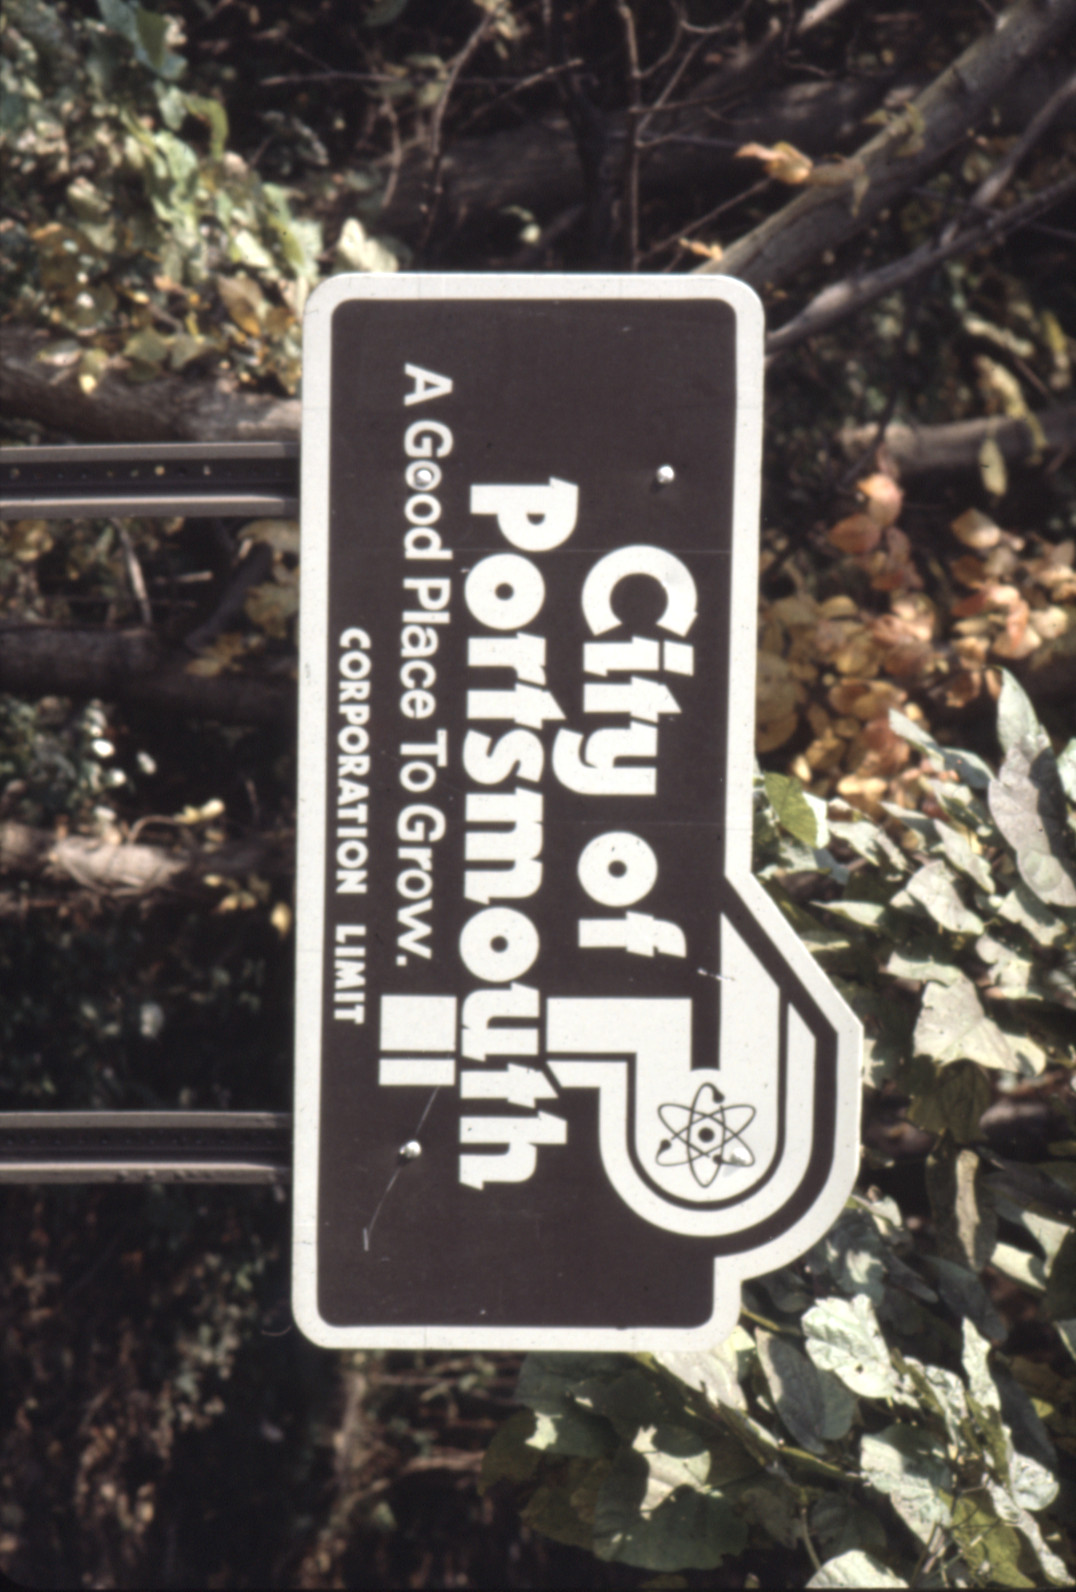 City of
Portsmouth
A Good Place To Grow.
CORPORATION LIMIT